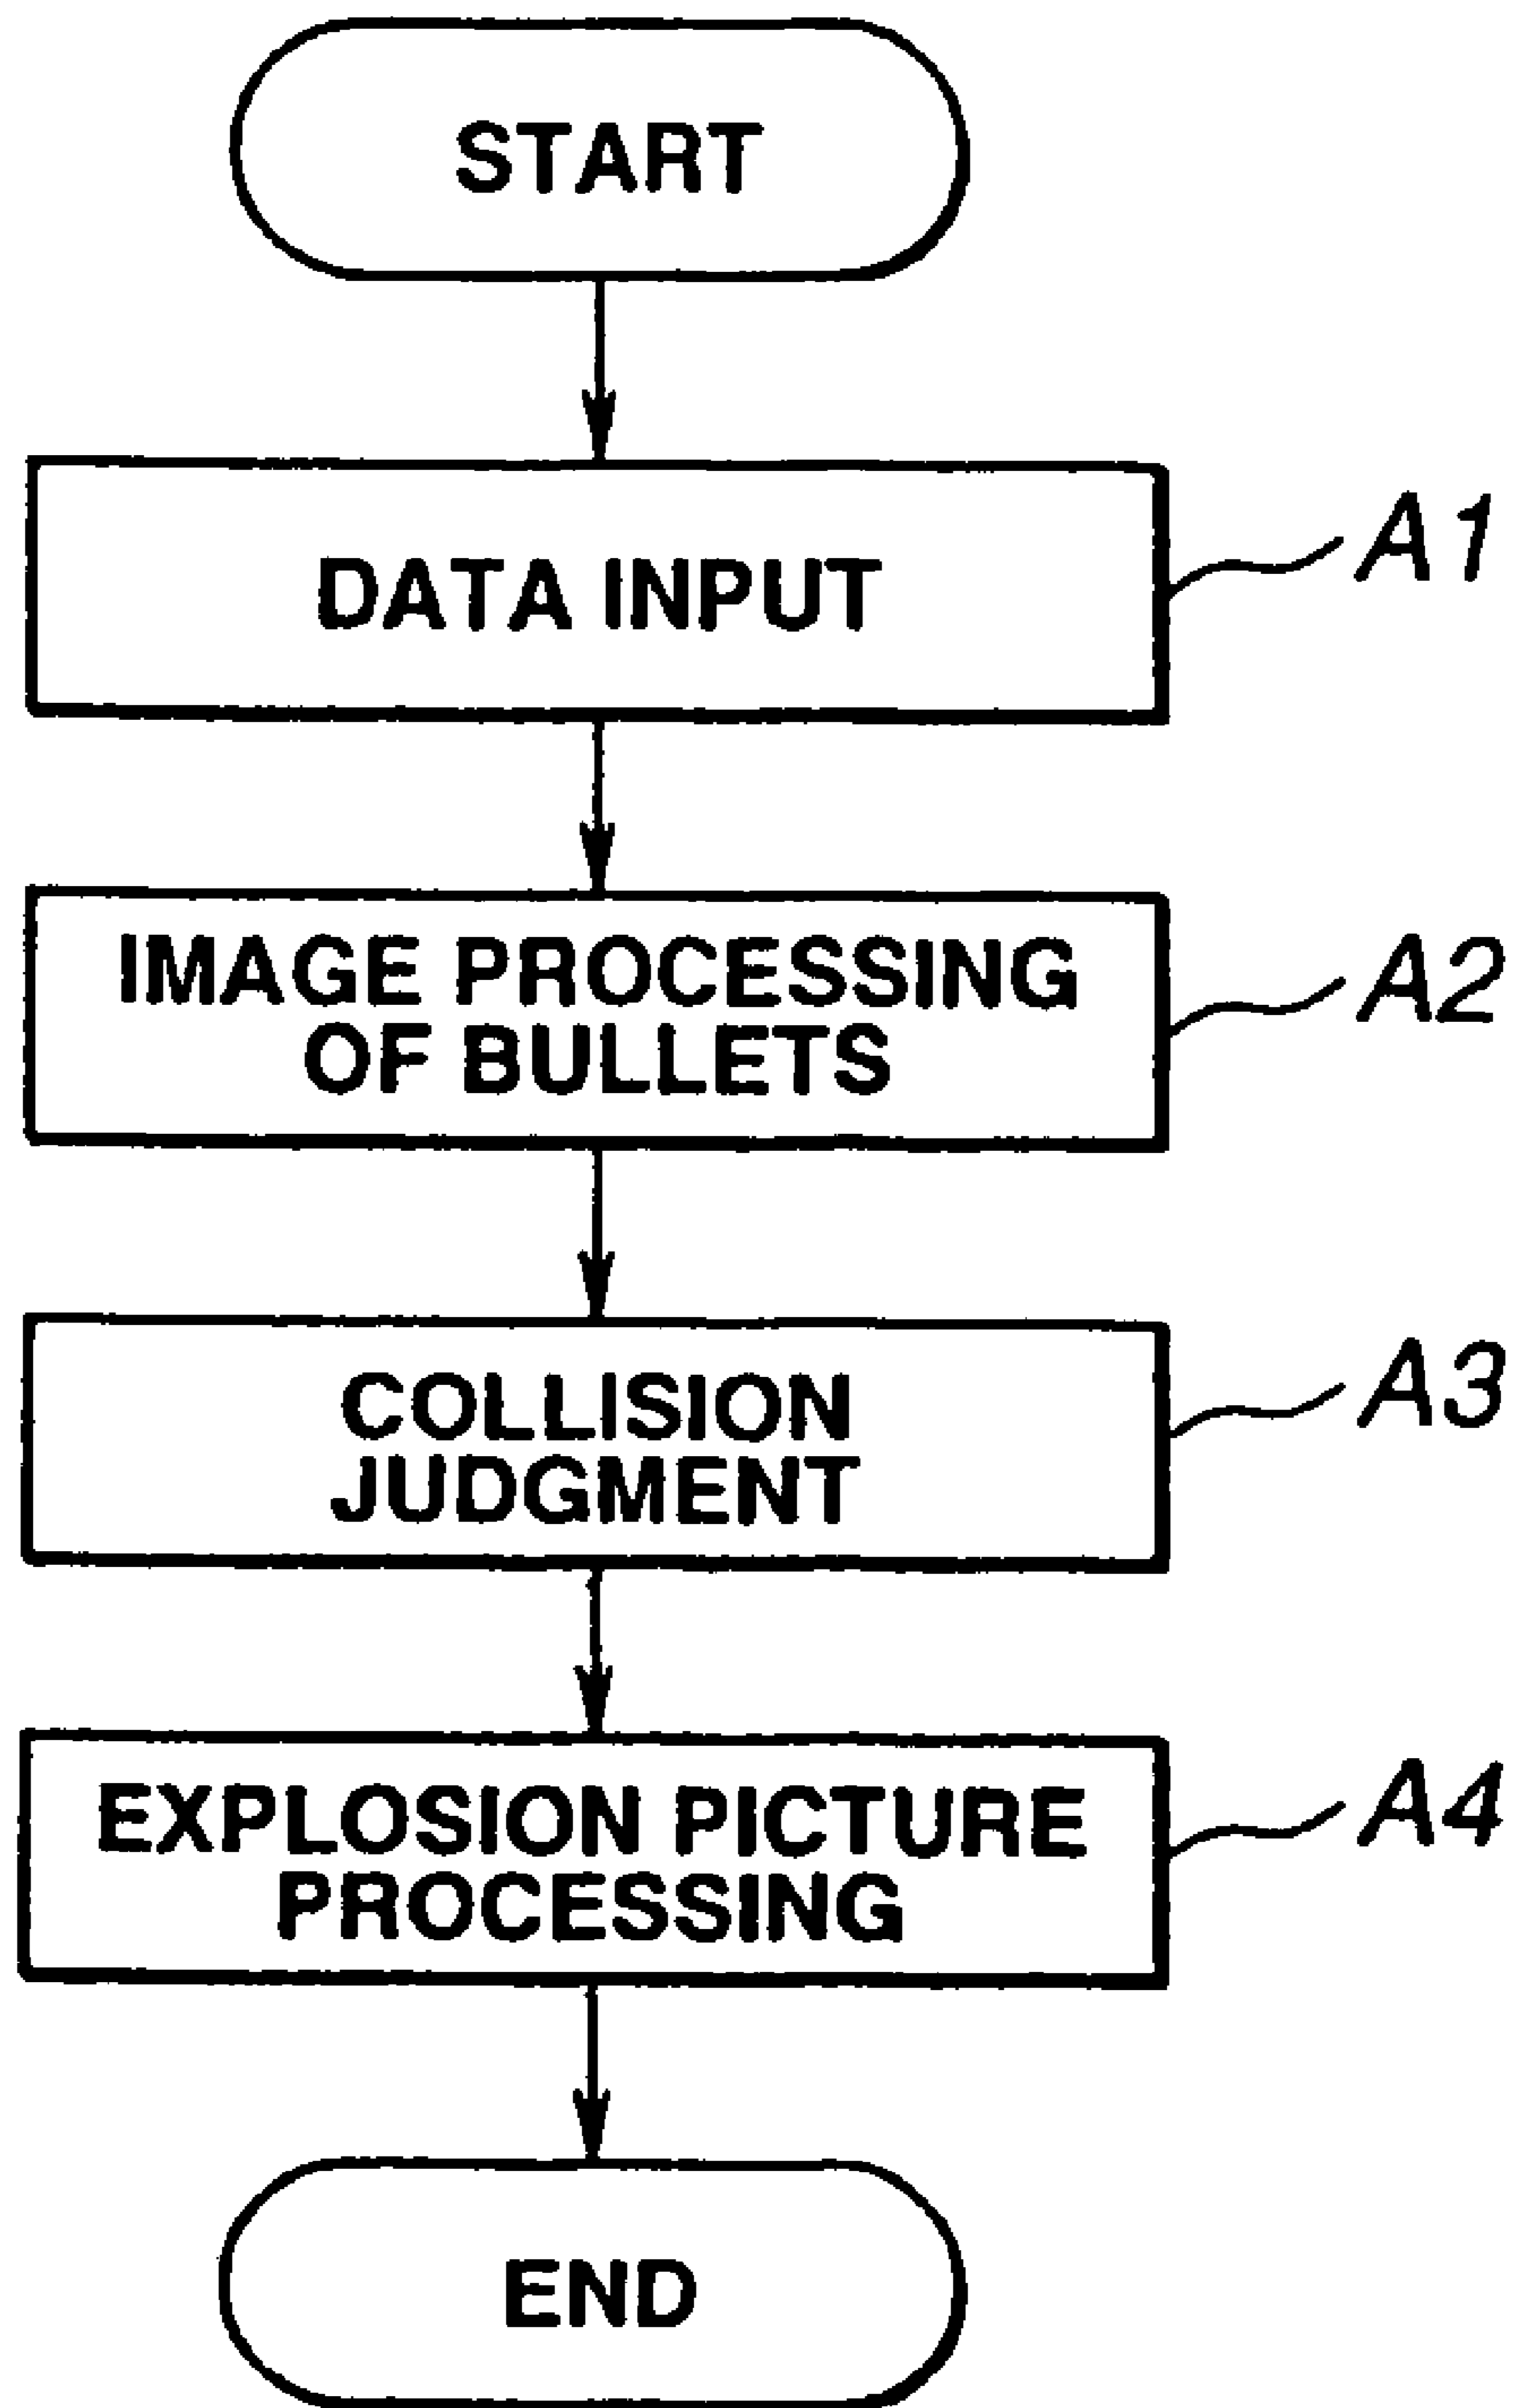 START
DATA INPUT
A1
IMAGE PROCESSING
OF BULLETS
A2
COLLISION
JUDGMENT
A3
EXPLOSION PICTURE
PROCESSING
A4
END